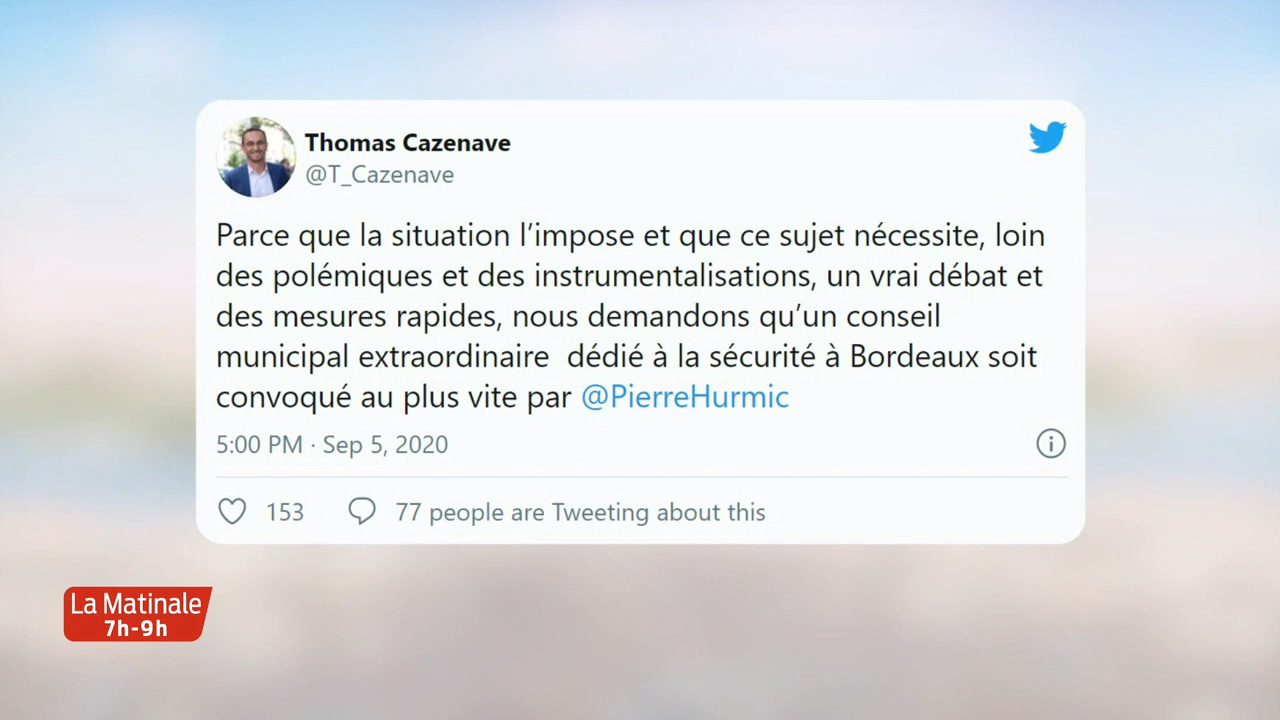 Thomas Cazenave
@T_Cazenave
Parce que la situation l’impose et que ce sujet nécessite, loin
des polémiques et des instrumentalisations, un vrai débat et
des mesures rapides, nous demandons qu’un conseil
municipal extraordinaire  dédié à la sécurité à Bordeaux soit
convoqué au plus vite par @PierreHurmic
5:00 PM · Sep 5, 2020
153 77 people are Tweeting about this
La Matinale
7h-9h